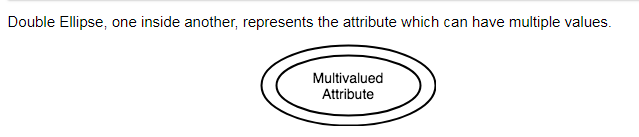 Double Ellipse, one inside another, represents the attribute which can have multiple values.
Multivalued
Attribute